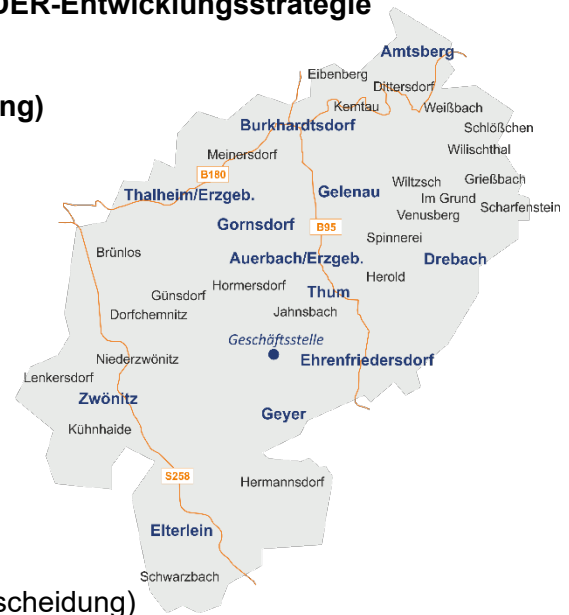 DER-Entwicklungsstrategie
Amtsberg
Eibenberg
Dittersdorf
ng)
Kemtau
Weißbach
Burkhardtsdorf
Schlößchen
Meinersdorf
Wilischthal
B180
Thalheim/Erzgeb.
Gelenau
Wiltzsch
Grießbach
Im Grund
Scharfenstein
Venusberg
Gornsdorf
B95
Spinnerei
Brünlos
Auerbach/Erzgeb.
Drebach
Herold
Hormersdorf
Günsdorf
Thum
Dorfchemnitz
Jahnsbach
Geschäftsstelle
Niederzwönitz
Ehrenfriedersdorf
Lenkersdorf
Zwönitz
Geyer
Kühnhaide
S258
Hermannsdorf
Elterlein
Schwarzbach
scheidung)